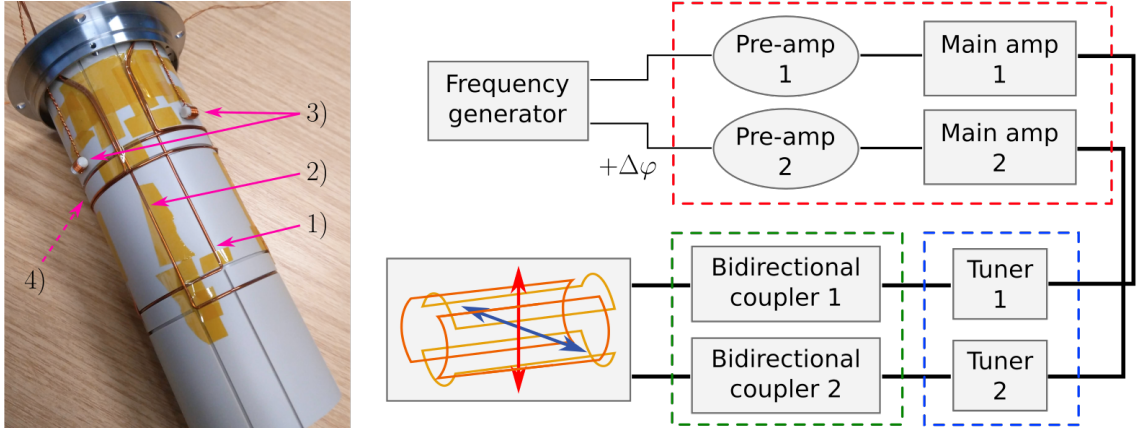 3)
2)
1)
4)
Frequency
generator
+Δφ
Pre-amp
1
Main amp
1
Pre-amp
2
Main amp
2
Bidirectional
coupler 1
Tuner
1
Bidirectional
coupler 2
Tuner
2